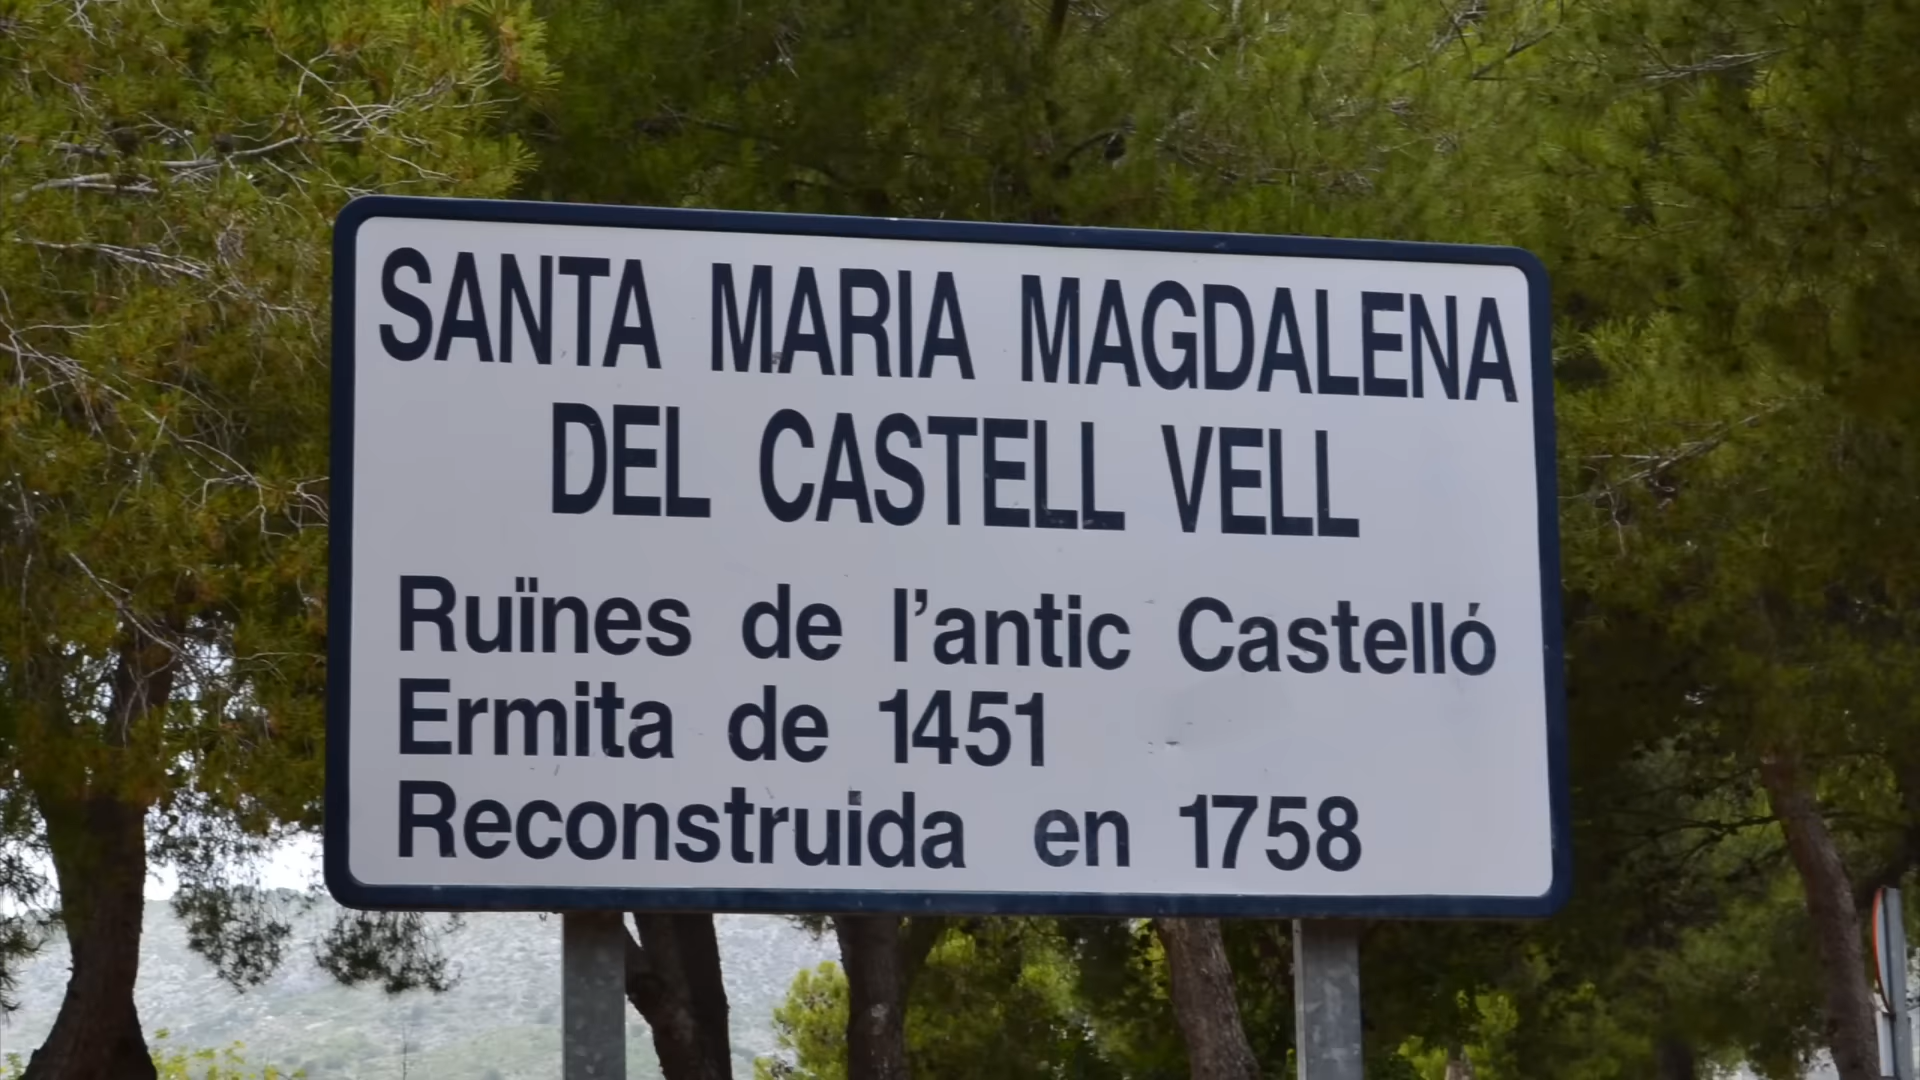 SANTA MARIA MAGDALENA
DEL CASTELL VELL
Ruïnes de l'antic Castelló
Ermita de 1451
Reconstruida en 1758